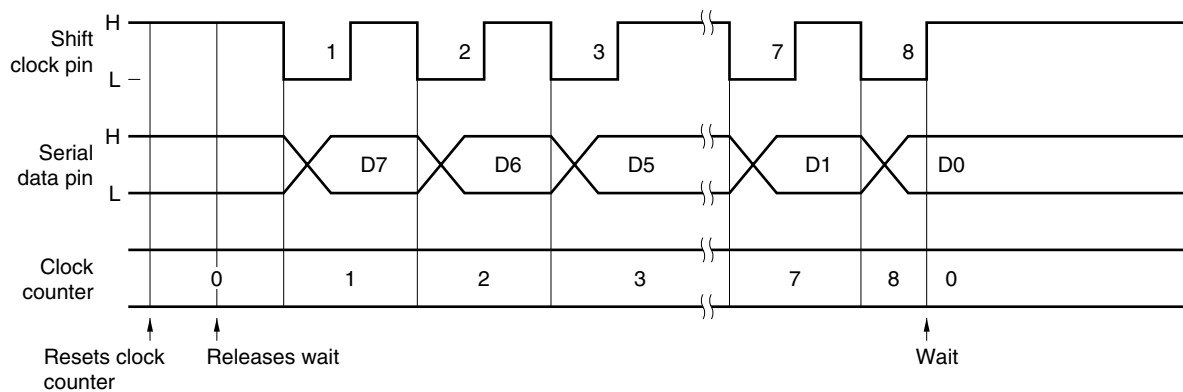 H
Shift
clock pin
L
1 2 3 7 8
H
Serial
data pin
L
D7 D6 D5 D1 D0
Clock
counter
0 1 2 3 7 8 0
Resets clock
counter
Releases wait
Wait